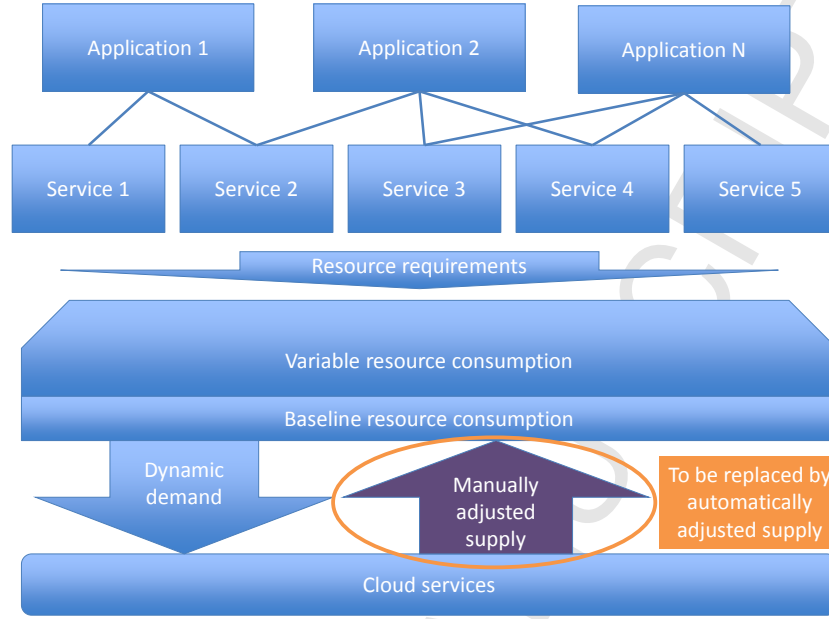 Application 1
Application 2
Application N
Service 1
Service 2
Service 3
Service 4
Service 5
Resource requirements
Variable resource consumption
Baseline resource consumption
Dynamic
demand
Manually
adjusted
supply
To be replaced by
automatically
adjusted supply
Cloud services